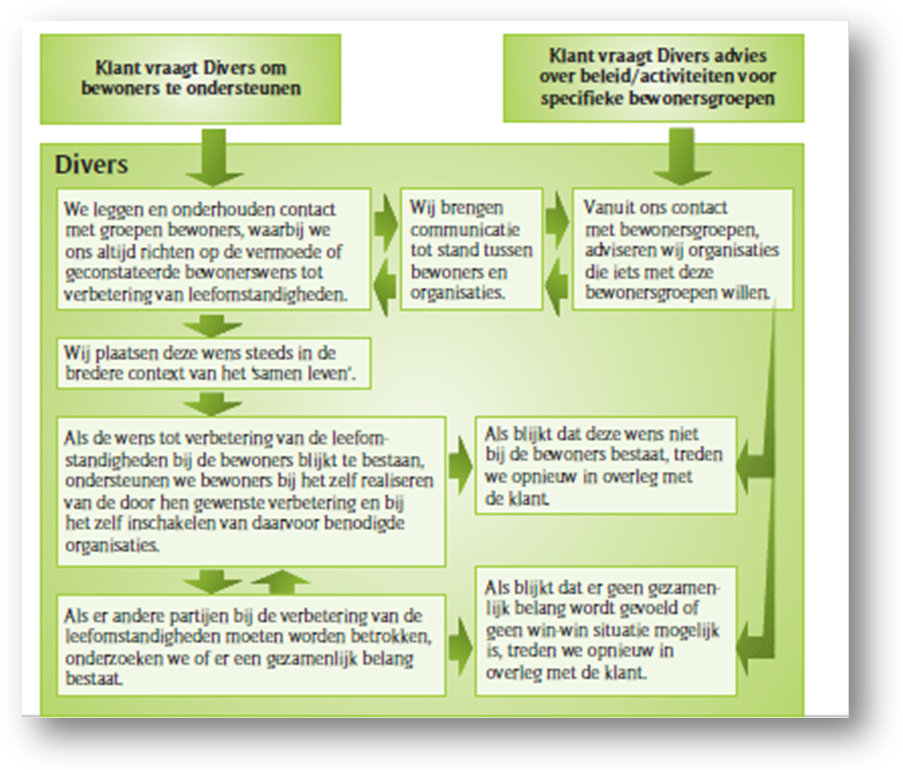 Klant vraagt Divers om
bewoners te ondersteunen
Klant vraagt Divers advies
over beleid/activiteiten voor
specifieke bewonersgroepen
Divers
We leggen en onderhouden contact
met groepen bewoners, waarbij we
ons altijd richten op de vermoede of
geconstateerde bewonerswens tot
verbetering van leefomstandigheden.
Wij brengen
communicatie
tot stand tussen
bewoners en
organisaties.
Vanuit ons contact
met bewonersgroepen,
adviseren wij organisaties
die iets met deze
bewonersgroepen willen.
Wij plaatsen deze wens steeds in de
bredere context van het ‘samen leven’.
Als de wens tot verbetering van de leefom-
standigheden bij de bewoners blijkt te bestaan,
ondersteunen we bewoners bij het zelf realiseren
van de door hen gewenste verbetering en bij
het zelf inschakelen van daarvoor benodigde
organisaties.
Als blijkt dat deze wens niet
bij de bewoners bestaat, treden
we opnieuw in overleg met
de klant.
Als er andere partijen bij de verbetering van de
leefomstandigheden moeten worden betrokken,
onderzoeken we of er een gezamenlijk belang
bestaat.
Als blijkt dat er geen gezamen-
lijk belang wordt gevoeld of
geen win-win situatie mogelijk
is, treden we opnieuw in
overleg met de klant.